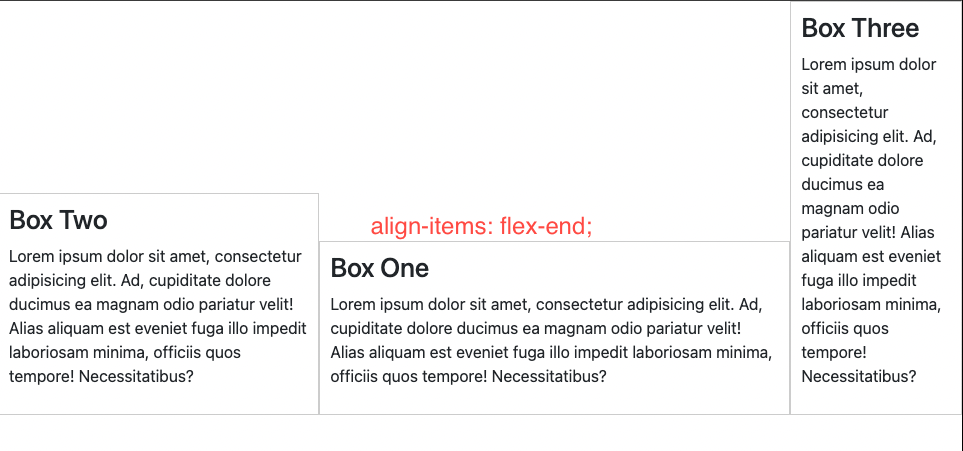 Box Two
Lorem ipsum dolor sit amet, consectetur
adipisicing elit. Ad, cupiditate dolore
ducimus ea magnam odio pariatur velit!
Alias aliquam est eveniet fuga illo impedit
laboriosam minima, officiis quos
tempore! Necessitatibus?
align-items: flex-end;
Box One
Lorem ipsum dolor sit amet, consectetur adipisicing elit. Ad,
cupiditate dolore ducimus ea magnam odio pariatur velit!
Alias aliquam est eveniet fuga illo impedit laboriosam minima,
officiis quos tempore! Necessitatibus?
Box Three
Lorem ipsum dolor
sit amet,
consectetur
adipisicing elit. Ad,
cupiditate dolore
ducimus ea
magnam odio
pariatur velit! Alias
aliquam est eveniet
fuga illo impedit
laboriosam minima,
officiis quos
tempore!
Necessitatibus?